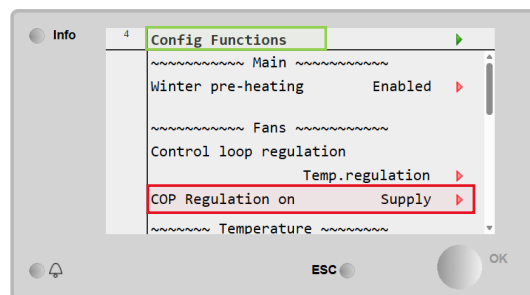 Info
4 Config Functions
~~~~~~~~~~~ Main ~~~~~~~~~~~
Winter pre-heating Enabled
~~~~~~~~~~~ Fans ~~~~~~~~~~~
Control loop regulation
Temp.regulation
COP Regulation on Supply
~~~~~~~ Temperature ~~~~~~~~
ESC
OK